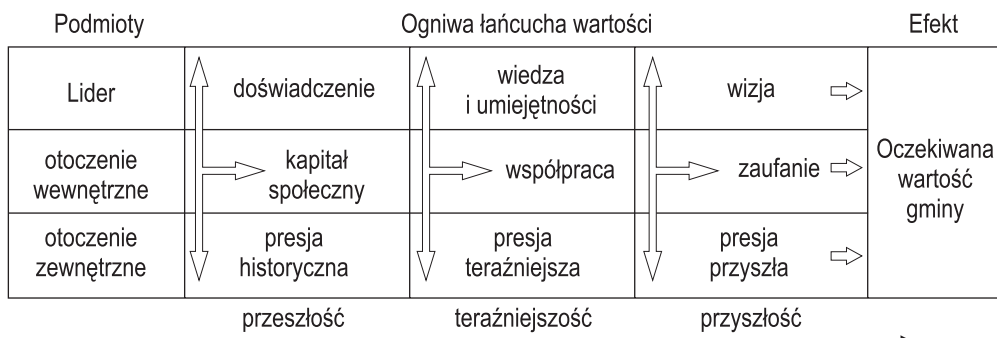 Podmioty Ogniwa łańcucha wartości Efekt
Lider
doświadczenie
wiedza
i umiejętności
wizja
otoczenie
wewnętrzne
kapitał
społeczny
współpraca
zaufanie
otoczenie
zewnętrzne
presja
historyczna
presja
teraźniejsza
presja
przyszła
Oczekiwana
wartość
gminy
przeszłość teraźniejszość przyszłość